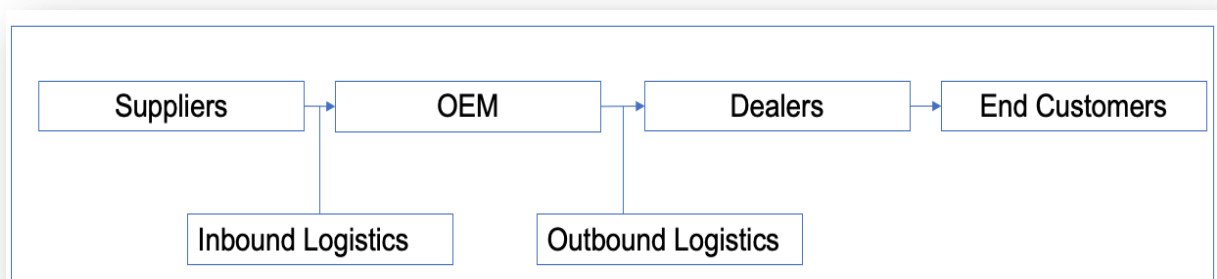 Suppliers
OEM
Dealers
End Customers
Inbound Logistics
Outbound Logistics